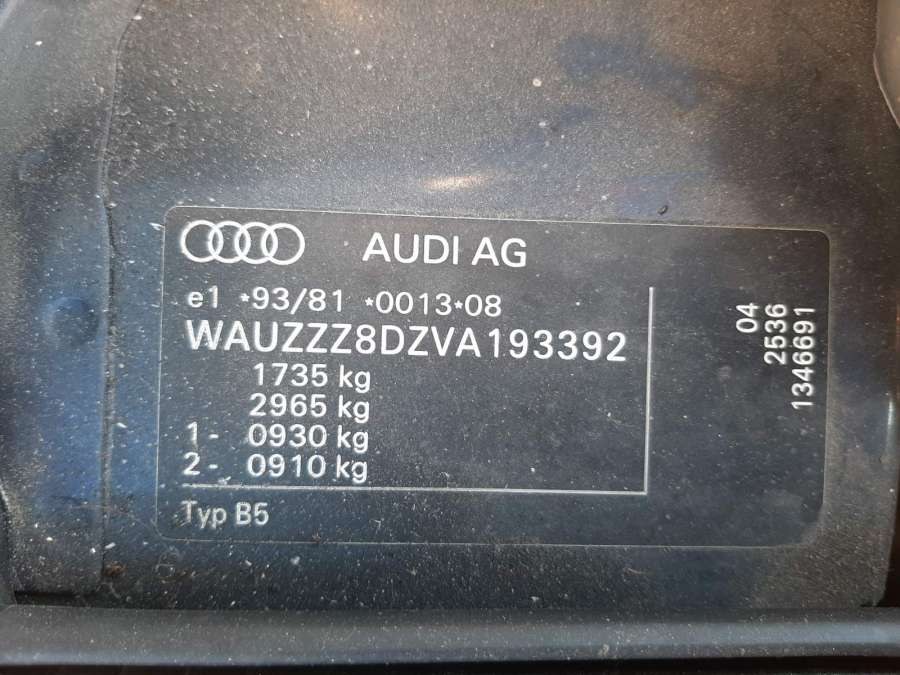 AUDI AG
e1 *93/81 *0013*08
WAUZZZ8DZVA193392
1735 kg
2965 kg
1- 0930 kg
2- 0910 kg
Typ B5
04
2536
1346691